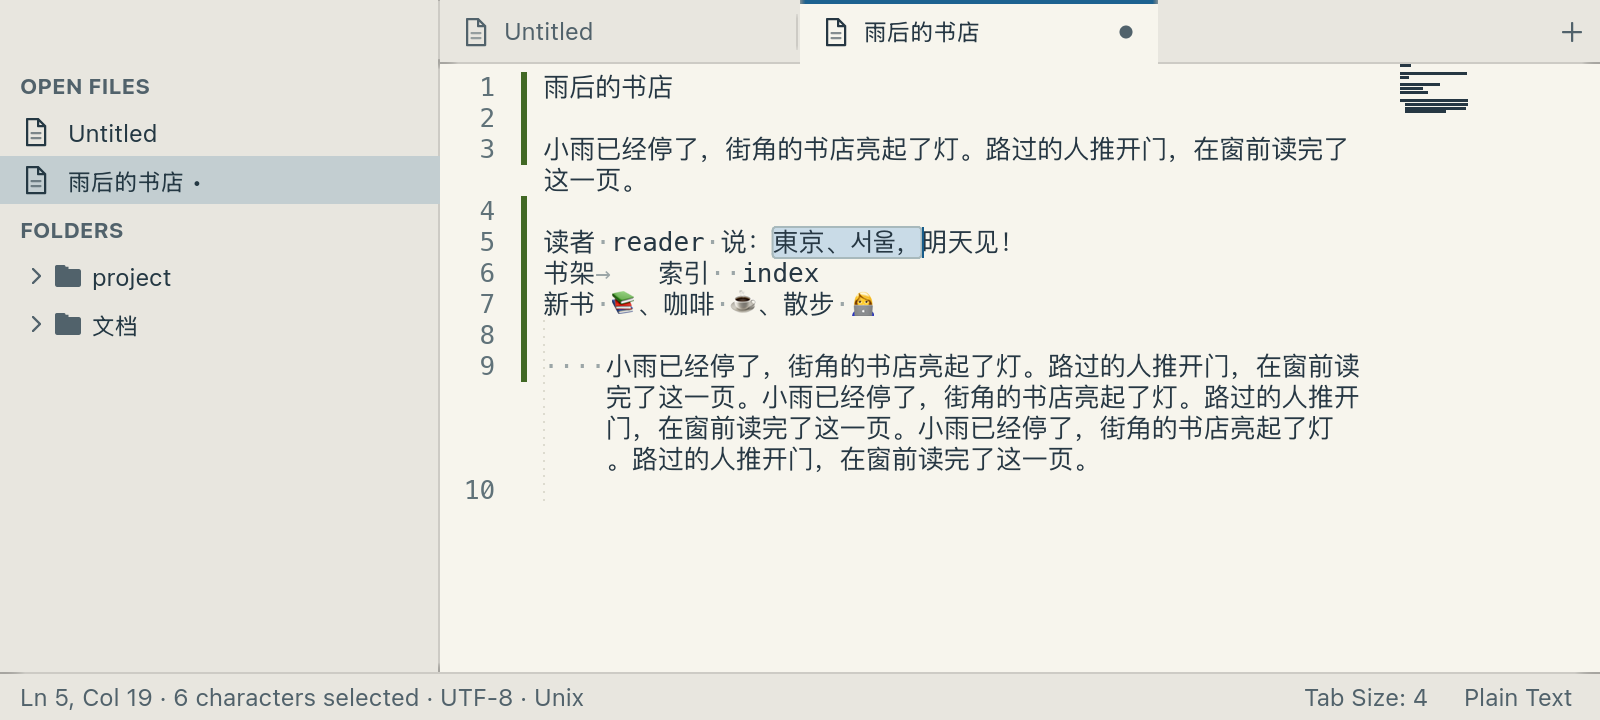 Untitled
雨后的书店
OPEN FILES
Untitled
雨后的书店 •
FOLDERS
project
文档
1 雨后的书店
2
3 小雨已经停了，街角的书店亮起了灯。路过的人推开门，在窗前读完了
这一页。
4
5 读者·reader·说：東京、서울，明天见！
6 书架→ 索引··index
7 新书·📚、咖啡·☕、散步·🙍
8
9 ····小雨已经停了，街角的书店亮起了灯。路过的人推开门，在窗前读
完了这一页。小雨已经停了，街角的书店亮起了灯。路过的人推开
门，在窗前读完了这一页。小雨已经停了，街角的书店亮起了灯
。路过的人推开门，在窗前读完了这一页。
10
Ln 5, Col 19 · 6 characters selected · UTF-8 · Unix
Tab Size: 4
Plain Text